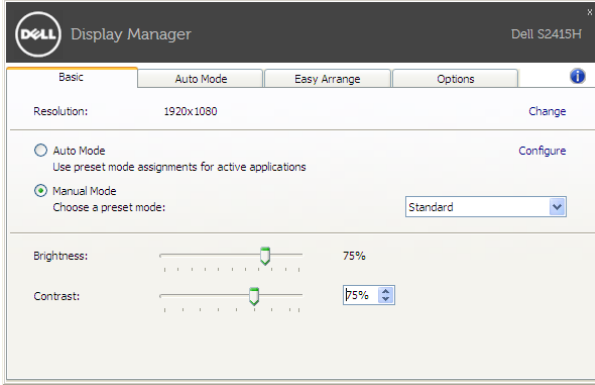 x
DELL Display Manager Dell S2415H
Basic Auto Mode Easy Arrange Options i
Resolution: 1920x1080 Change
Auto Mode Configure
Use preset mode assignments for active applications
Manual Mode
Choose a preset mode: Standard
Brightness: 75%
Contrast: 75%